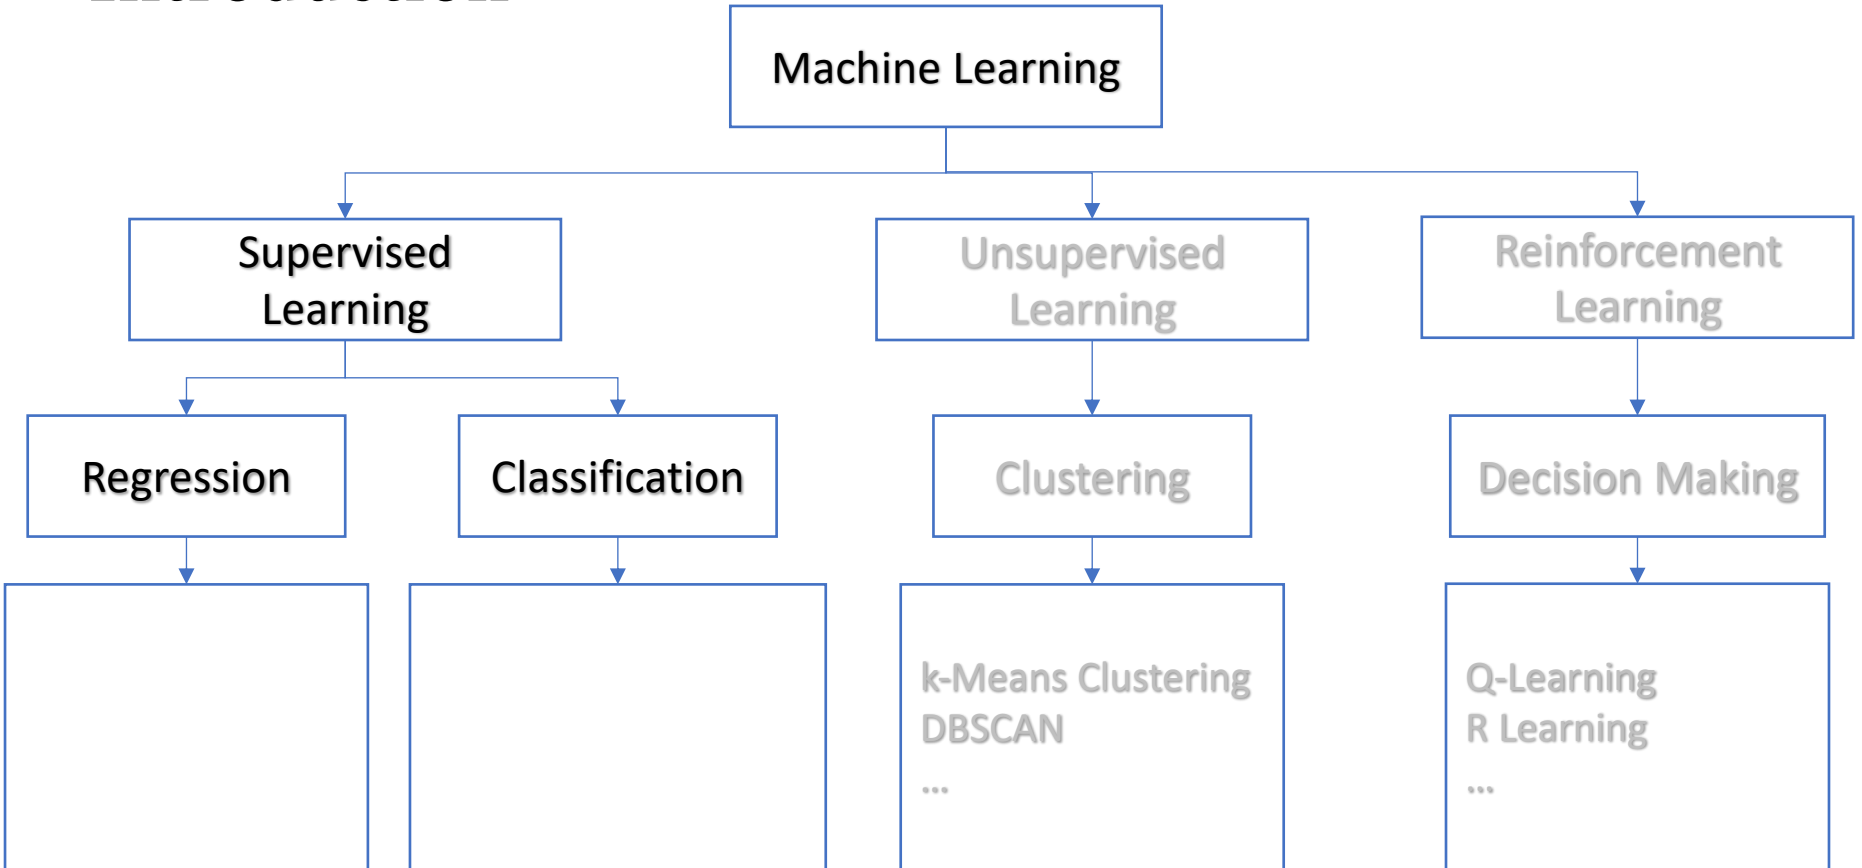 Machine Learning
Supervised
Learning
Unsupervised
Learning
Reinforcement
Learning
Regression
Classification
Clustering
Decision Making
k-Means Clustering
DBSCAN
...
Q-Learning
R Learning
...